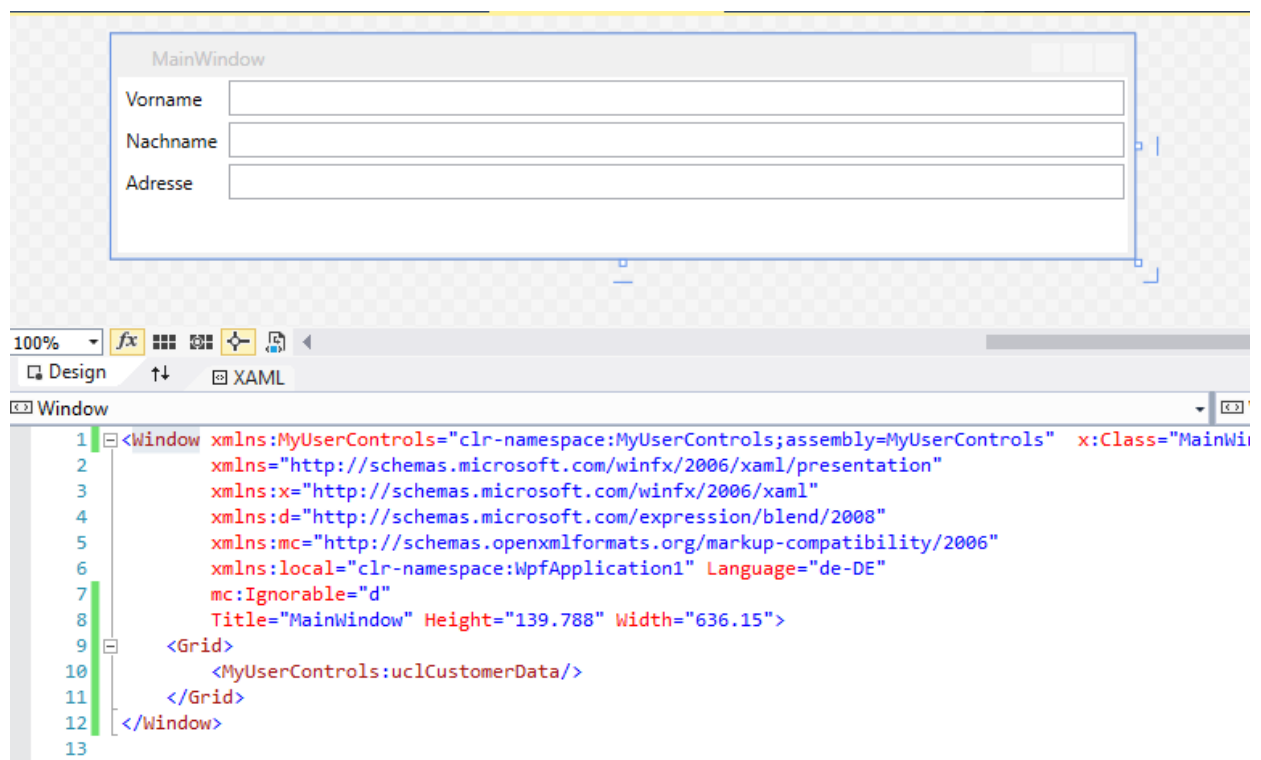 MainWindow
Vorname
Nachname
Adresse
100%
fx
Design
XAML
Window
1 <Window xmlns:MyUserControls="clr-namespace:MyUserControls;assembly=MyUserControls" x:Class="MainWi
2 xmlns="http://schemas.microsoft.com/winfx/2006/xaml/presentation"
3 xmlns:x="http://schemas.microsoft.com/winfx/2006/xaml"
4 xmlns:d="http://schemas.microsoft.com/expression/blend/2008"
5 xmlns:mc="http://schemas.openxmlformats.org/markup-compatibility/2006"
6 xmlns:local="clr-namespace:WpfApplication1" Language="de-DE"
7 mc:Ignorable="d"
8 Title="MainWindow" Height="139.788" Width="636.15">
9 <Grid>
10 <MyUserControls:uclCustomerData/>
11 </Grid>
12 </Window>
13